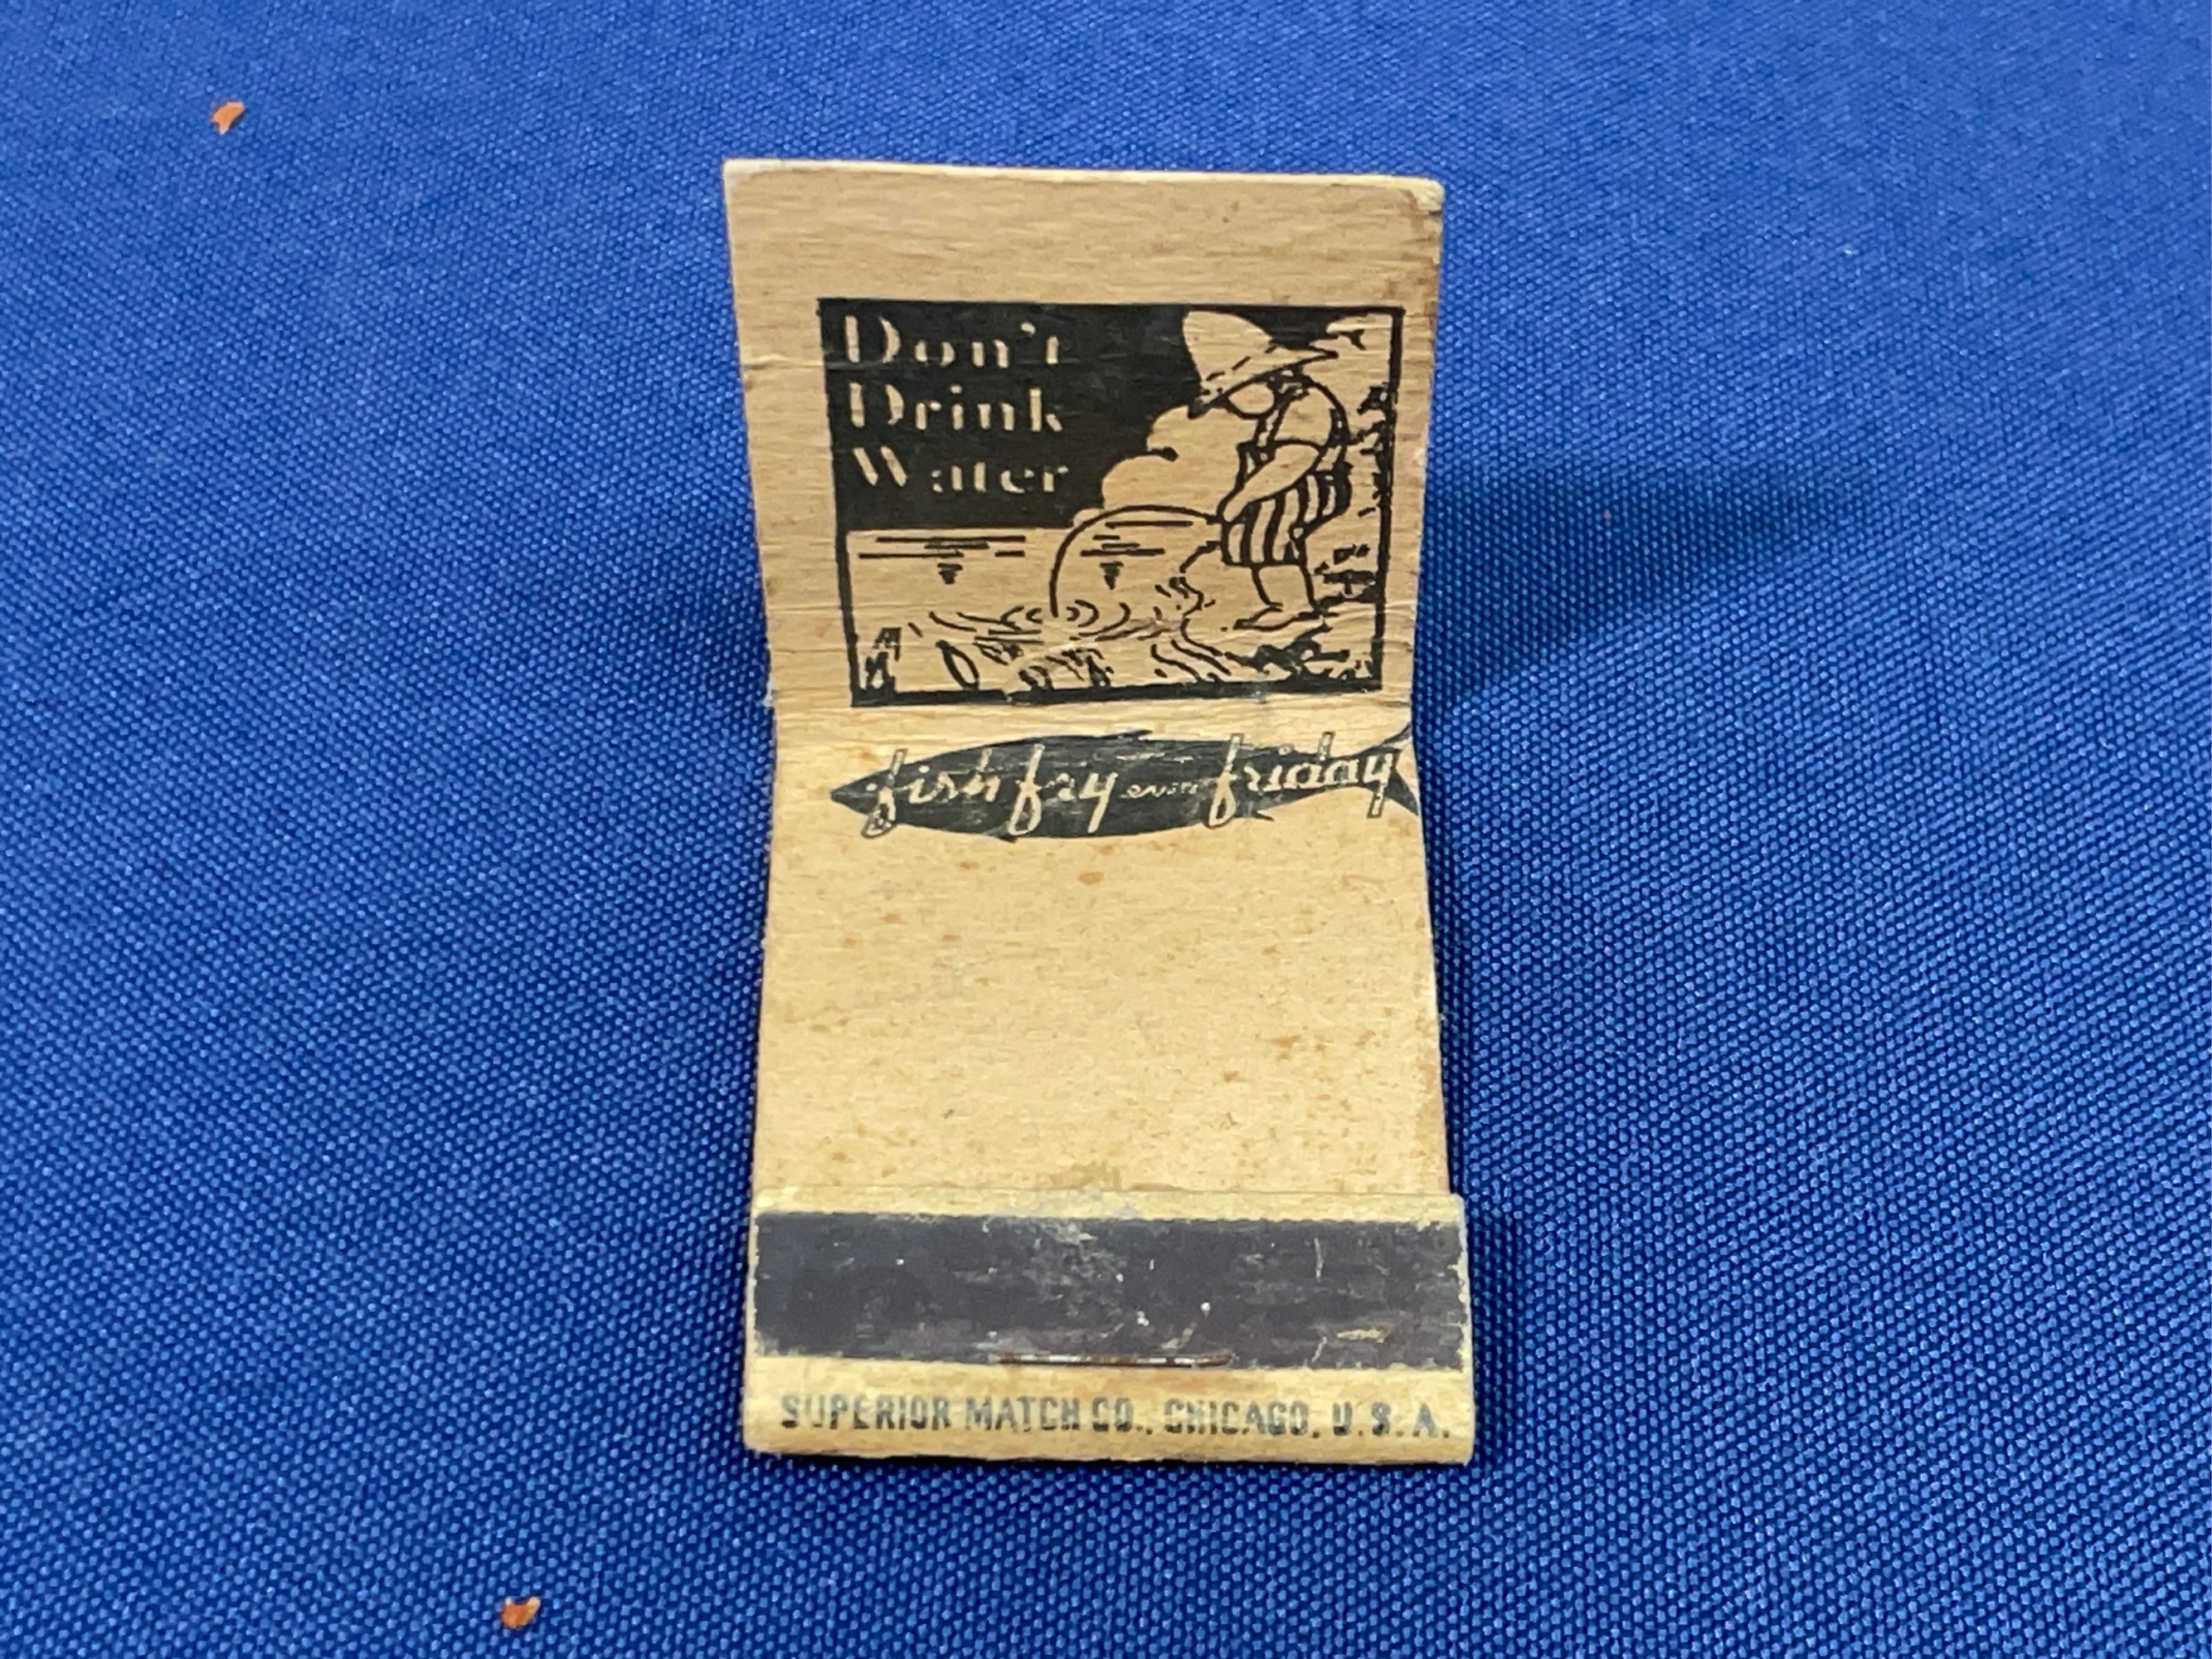 Don't
Drink
Water
fish fry every friday
SUPERIOR MATCH CO., CHICAGO, U.S.A.